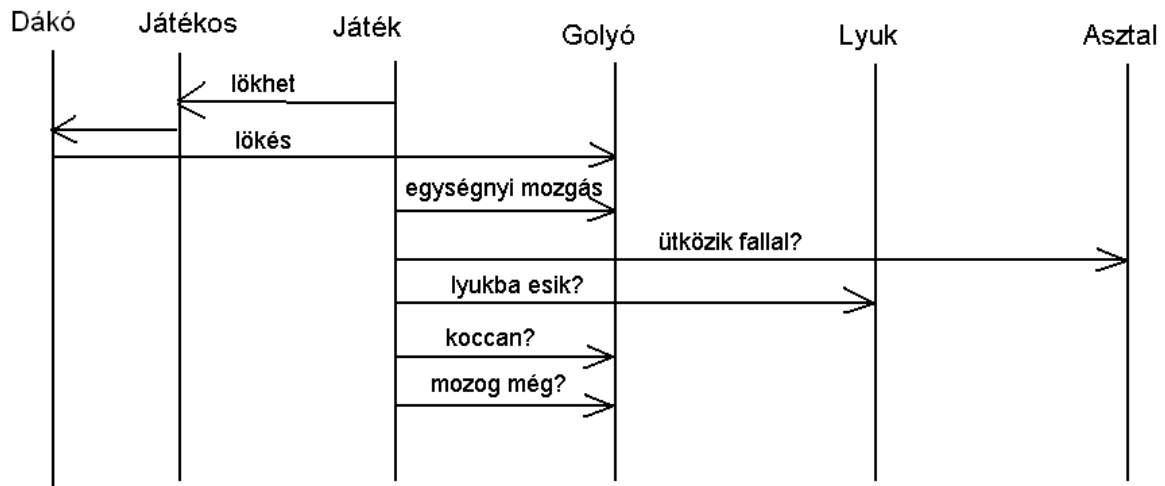 Dákó
Játékos
Játék
Golyó
Lyuk
Asztal
lökhet
lökés
egységnyi mozgás
ütközik fallal?
lyukba esik?
koccan?
mozog még?